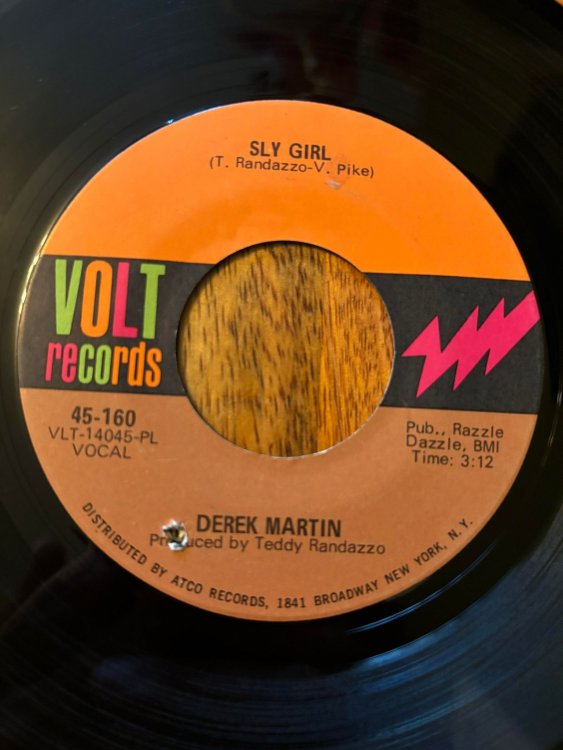 SLY GIRL
(T. Randazzo-V. Pike)
VOLT
records
45-160
VLT-14045-PL
VOCAL
Pub., Razzle
Dazzle, BMI
Time: 3:12
DEREK MARTIN
Produced by Teddy Randazzo
DISTRIBUTED BY ATCO RECORDS, 1841 BROADWAY NEW YORK, N.Y.